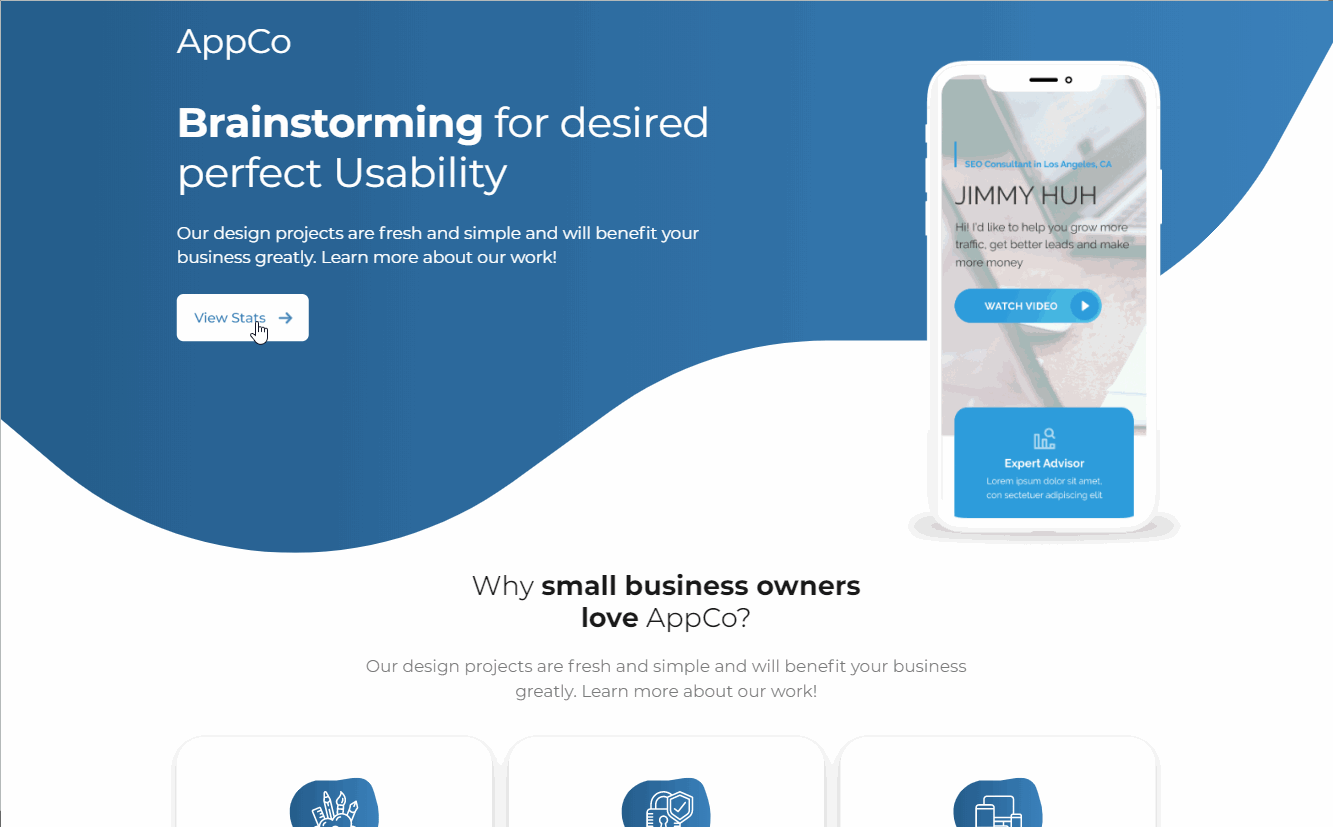 AppCo
Brainstorming for desired
perfect Usability
Our design projects are fresh and simple and will benefit your
business greatly. Learn more about our work!
View Stats
SEO Consultant in Los Angeles, CA
JIMMY HUH
Hi! I'd like to help you grow more
traffic, get better leads and make
more money
WATCH VIDEO
Expert Advisor
Lorem ipsum dolor sit amet,
con sectetuer adipiscing elit
Why small business owners
love AppCo?
Our design projects are fresh and simple and will benefit your business
greatly. Learn more about our work!